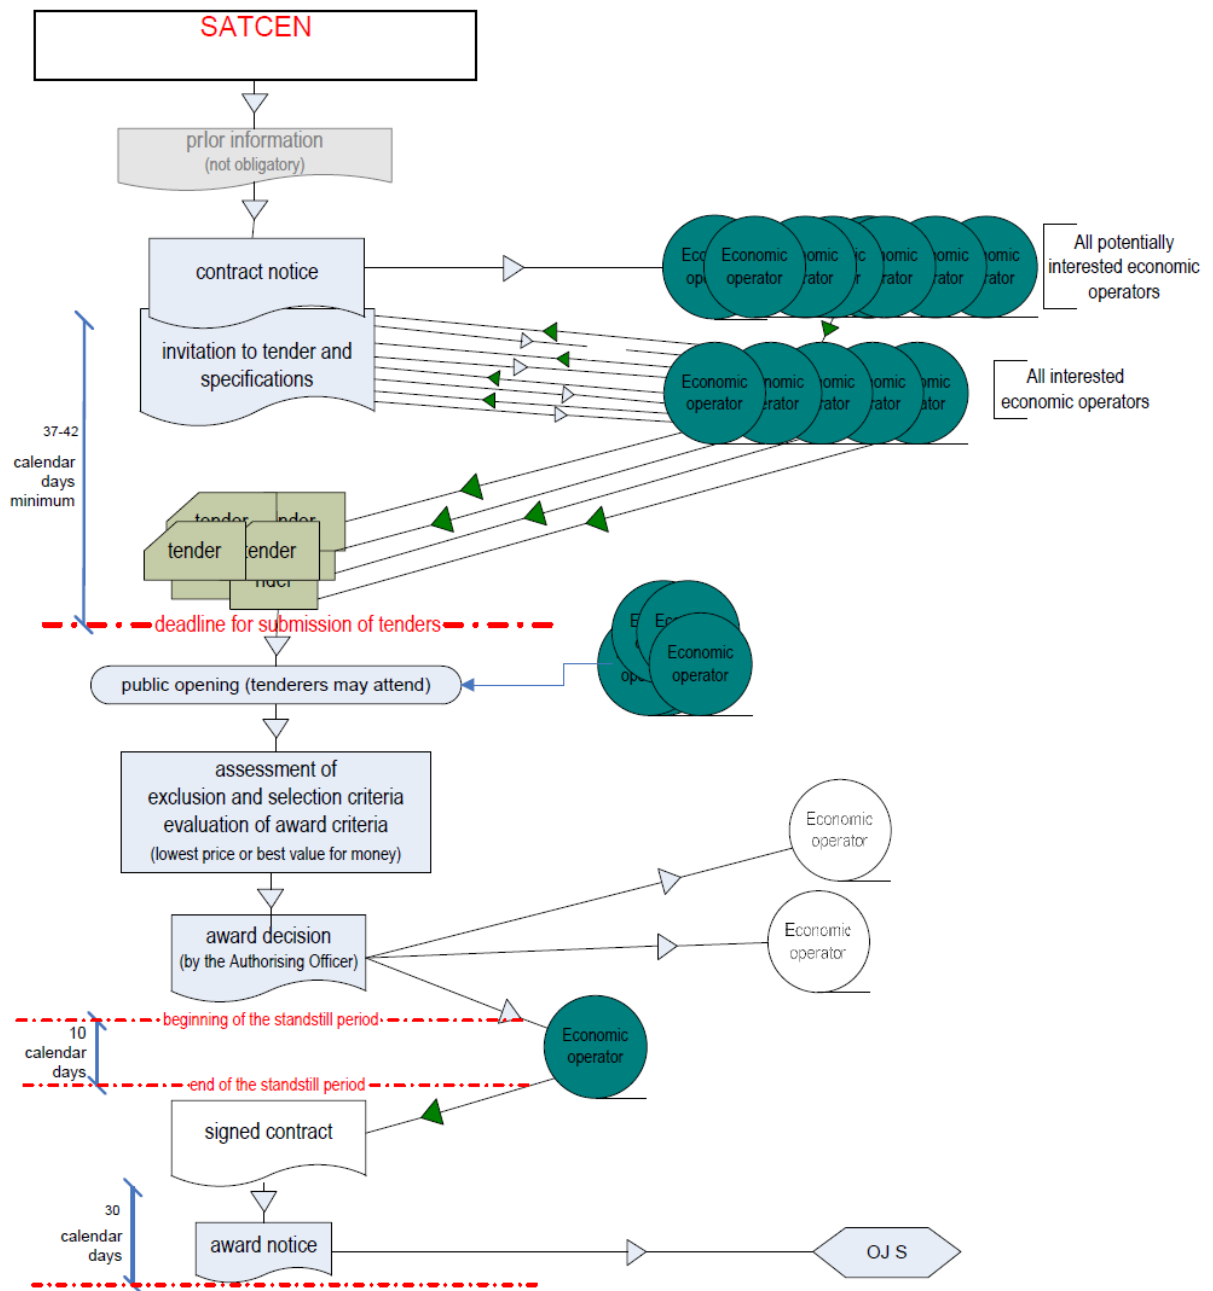 SATCEN
prIor information
(not obligatory)
contract notice
Economic
operator
All potentially
interested economic
operators
invitation to tender and
specifications
Economic
operator
All interested
economic operators
37-42
calendar
days
minimum
tender
tender
tender
deadline for submission of tenders
public opening (tenderers may attend)
Economic
operator
assessment of
exclusion and selection criteria
evaluation of award criteria
(lowest price or best value for money)
Economic
operator
Economic
operator
award decision
(by the Authorising Officer)
beginning of the standstill period
10
calendar
days
Economic
operator
end of the standstill period
signed contract
30
calendar
days
award notice
OJ S